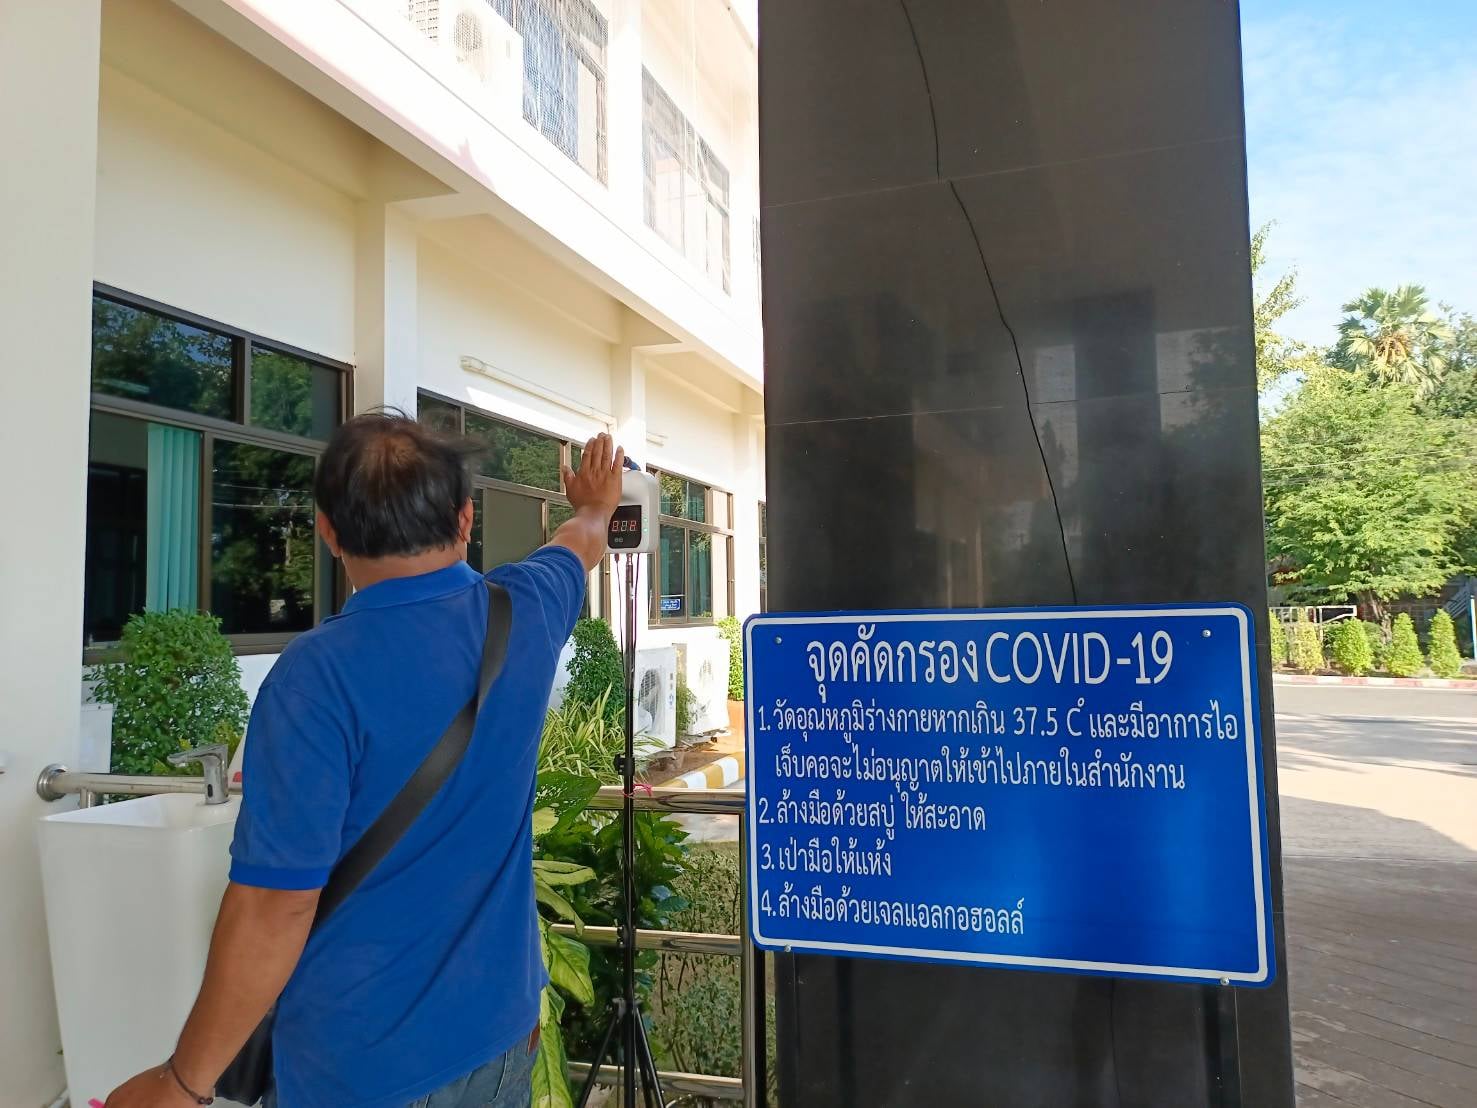 จุดคัดกรอง COVID-19
1. วัดอุณหภูมิร่างกายหากเกิน 37.5 C ํ และมีอาการไอ
เจ็บคอจะไม่อนุญาตให้เข้าไปภายในสำนักงาน
2. ล้างมือด้วยสบู่ ให้สะอาด
3. เป่ามือให้แห้ง
4. ล้างมือด้วยเจลแอลกอฮอลล์